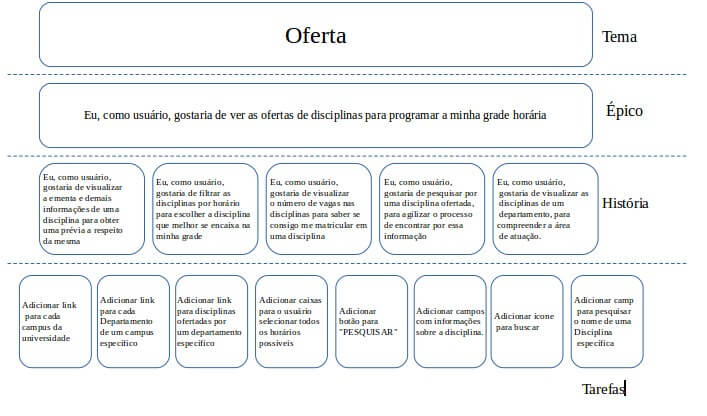 Oferta
Tema
Eu, como usuário, gostaria de ver as ofertas de disciplinas para programar a minha grade horária
Épico
Eu, como usuário,
gostaria de visualizar
a ementa e demais
informações de uma
disciplina para obter
uma prévia a respeito
da mesma
Eu, como usuário,
gostaria de filtrar as
disciplinas por horário
para escolher a disciplina
que melhor se encaixa na
minha grade
Eu, como usuário,
gostaria de visualizar
o número de vagas nas
disciplinas para saber se
consigo me matricular em
uma disciplina
Eu, como usuário,
gostaria de pesquisar por
uma disciplina ofertada,
para agilizar o processo
de encontrar por essa
informação
Eu, como usuário,
gostaria de visualizar as
disciplinas de um
departamento, para
compreender a área
de atuação.
História
Adicionar link
para cada
campus da
universidade
Adicionar link
para cada
Departamento
de um campus
específico
Adicionar link
para disciplinas
ofertadas por
um departamento
específico
Adicionar caixas
para o usuário
selecionar todos
os horários
possíveis
Adicionar
botão para
"PESQUISAR"
Adicionar campos
com informações
sobre a disciplina.
Adicionar ícone
para buscar
Adicionar camp
para pesquisar
o nome de uma
Disciplina
específica
Tarefas